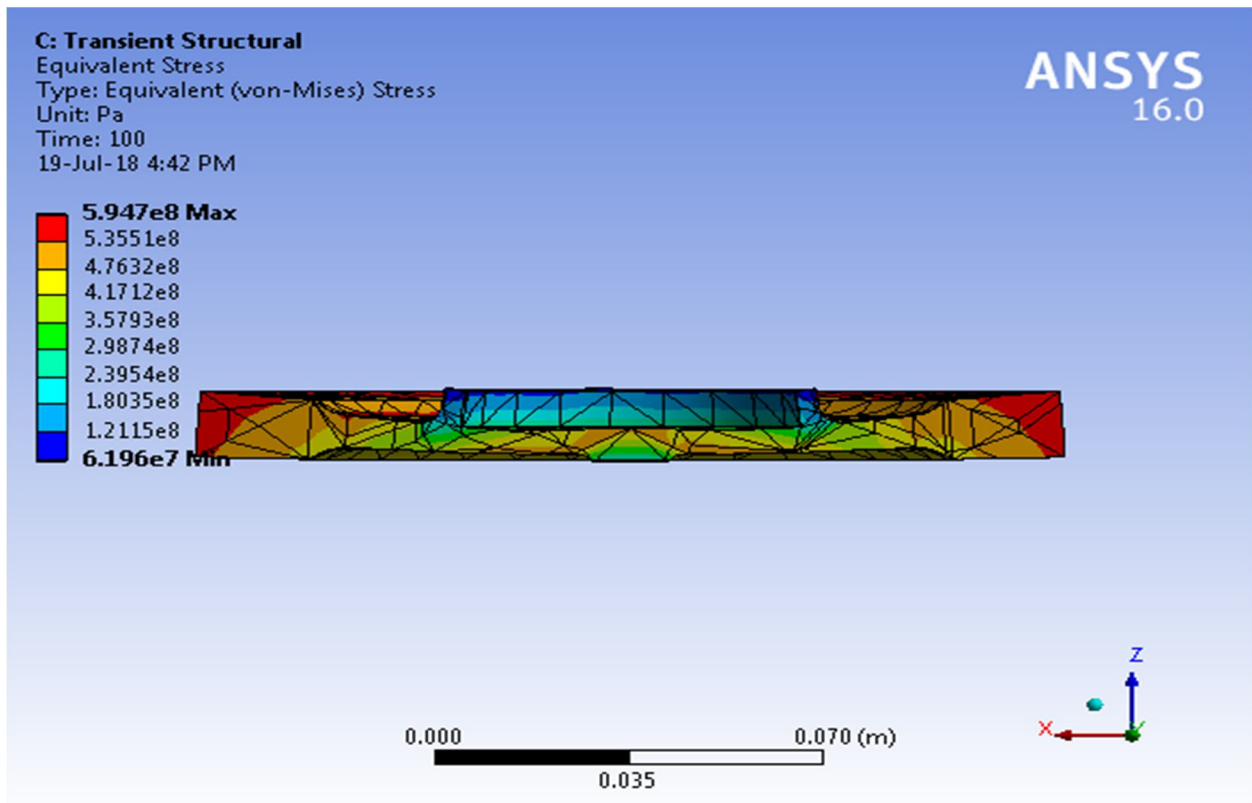 C: Transient Structural
Equivalent Stress
Type: Equivalent (von-Mises) Stress
Unit: Pa
Time: 100
19-Jul-18 4:42 PM
ANSYS
16.0
5.947e8 Max
5.3551e8
4.7632e8
4.1712e8
3.5793e8
2.9874e8
2.3954e8
1.8035e8
1.2115e8
6.196e7 Min
0.000
0.070 (m)
0.035
Z
X
Y